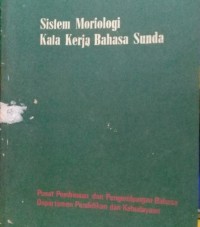 Sistem Morfologi
Kata Kerja Bahasa Sunda
Pusat Pembinaan dan Pengembangan Bahasa
Departemen Pendidikan dan Kebudayaan